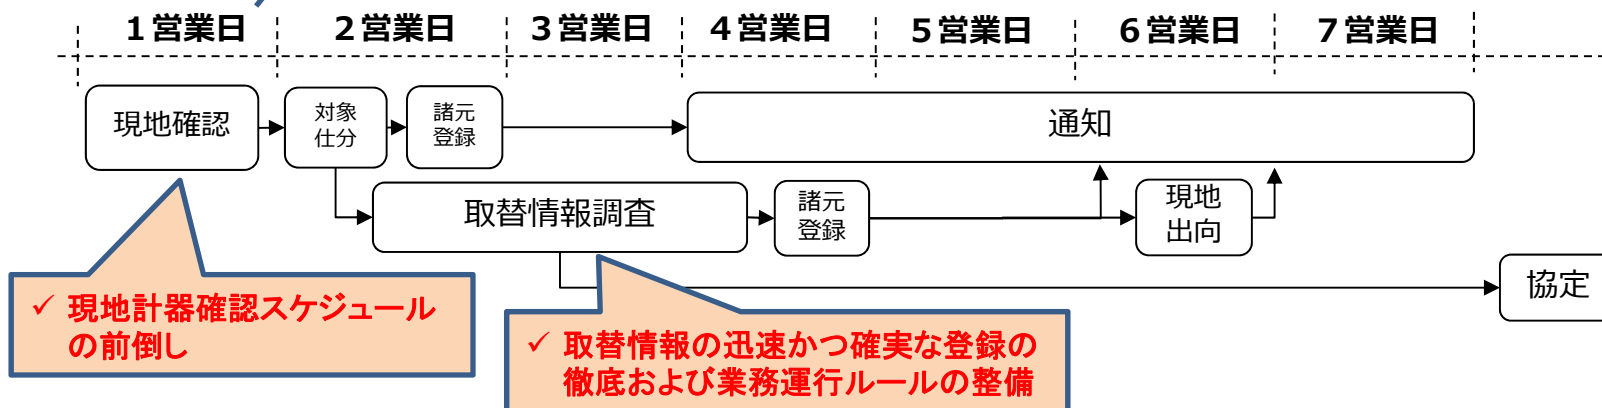 １営業日 ２営業日 ３営業日 ４営業日 ５営業日 ６営業日 ７営業日
現地確認
対象
仕分
諸元
登録
通知
取替情報調査
諸元
登録
現地
出向
協定
✓ 現地計器確認スケジュール
の前倒し
✓ 取替情報の迅速かつ確実な登録の
徹底および業務運行ルールの整備